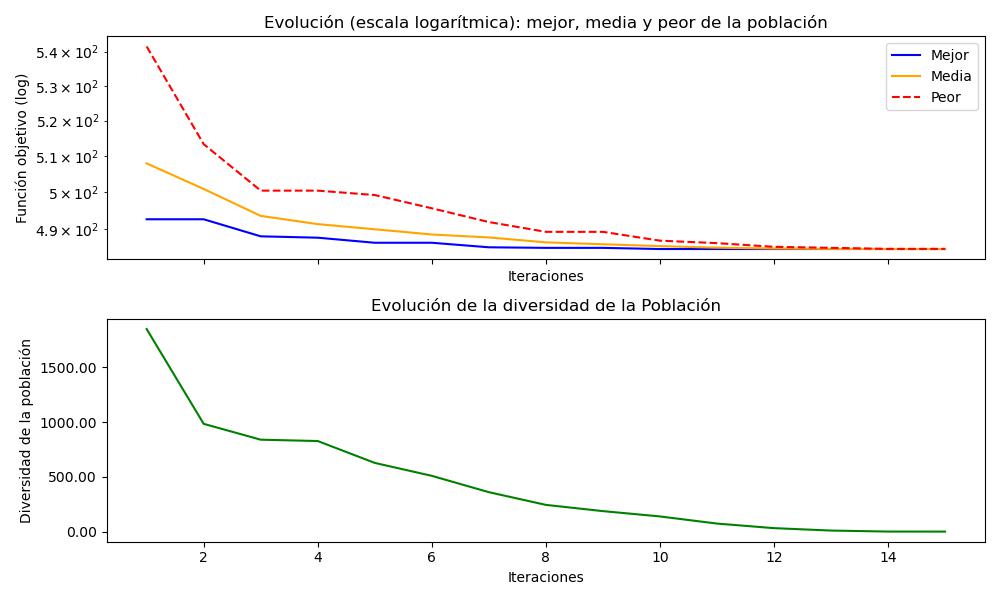 Evolución (escala logarítmica): mejor, media y peor de la población
Función objetivo (log)
5.4 × 10²
5.3 × 10²
5.2 × 10²
5.1 × 10²
5 × 10²
4.9 × 10²
Mejor
Media
Peor
Iteraciones
Evolución de la diversidad de la Población
Diversidad de la población
1500.00
1000.00
500.00
0.00
2 4 6 8 10 12 14
Iteraciones